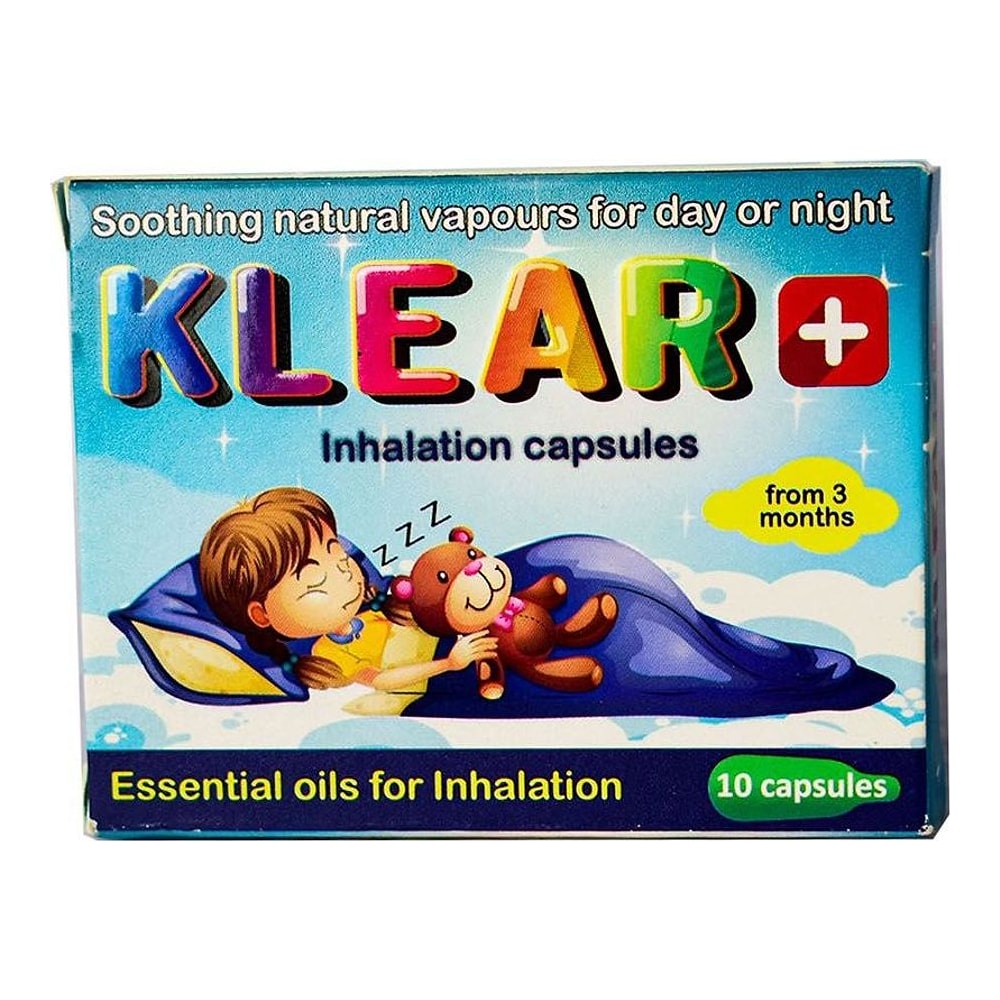 Soothing natural vapours for day or night
KLEAR+
Inhalation capsules
from 3
months
z z z
Essential oils for Inhalation
10 capsules